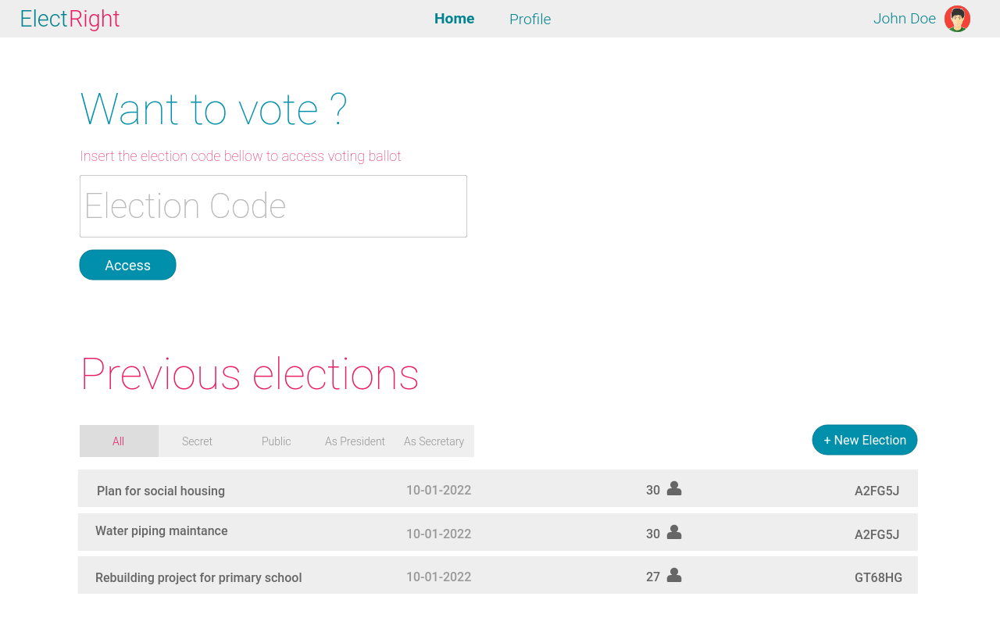 ElectRight Home Profile John Doe
Want to vote ?
Insert the election code bellow to access voting ballot
Election Code
Access
Previous elections
All Secret Public As President As Secretary + New Election
Plan for social housing 10-01-2022 30 A2FG5J
Water piping maintance 10-01-2022 30 A2FG5J
Rebuilding project for primary school 10-01-2022 27 GT68HG